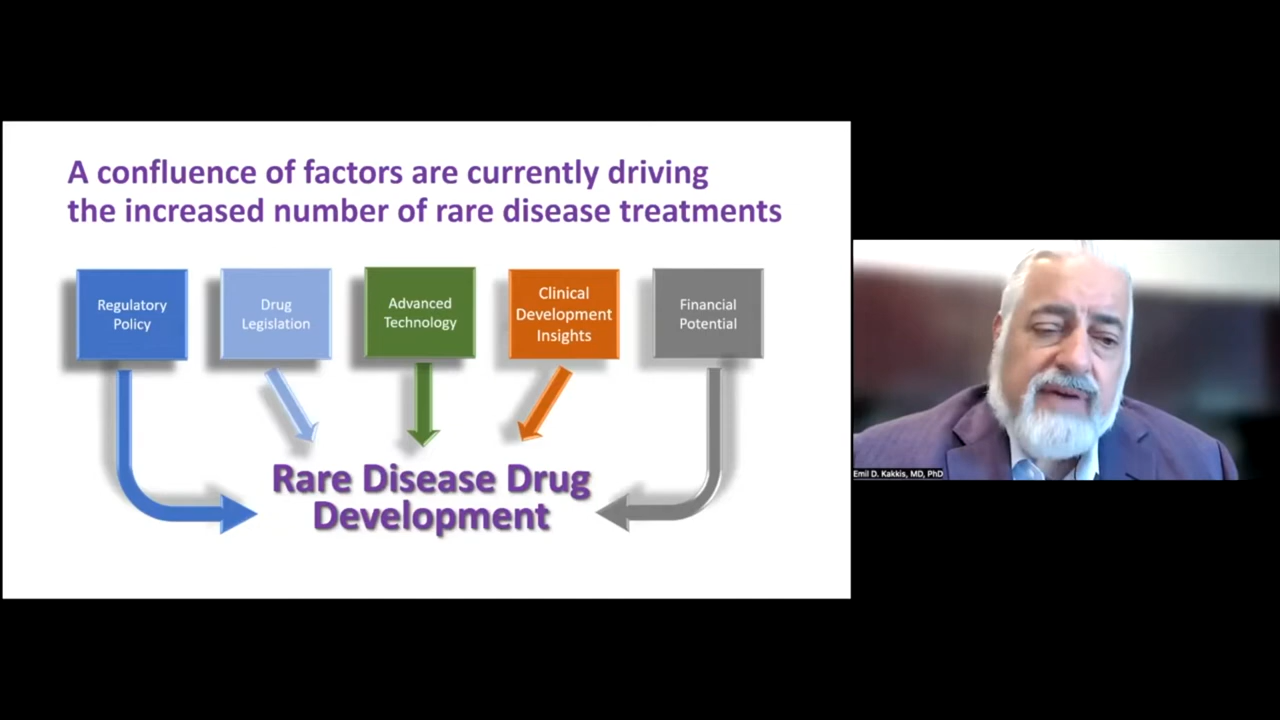 A confluence of factors are currently driving
the increased number of rare disease treatments
Regulatory
Policy
Drug
Legislation
Advanced
Technology
Clinical
Development
Insights
Financial
Potential
Rare Disease Drug
Development
Emil D. Kakkis, MD, PhD